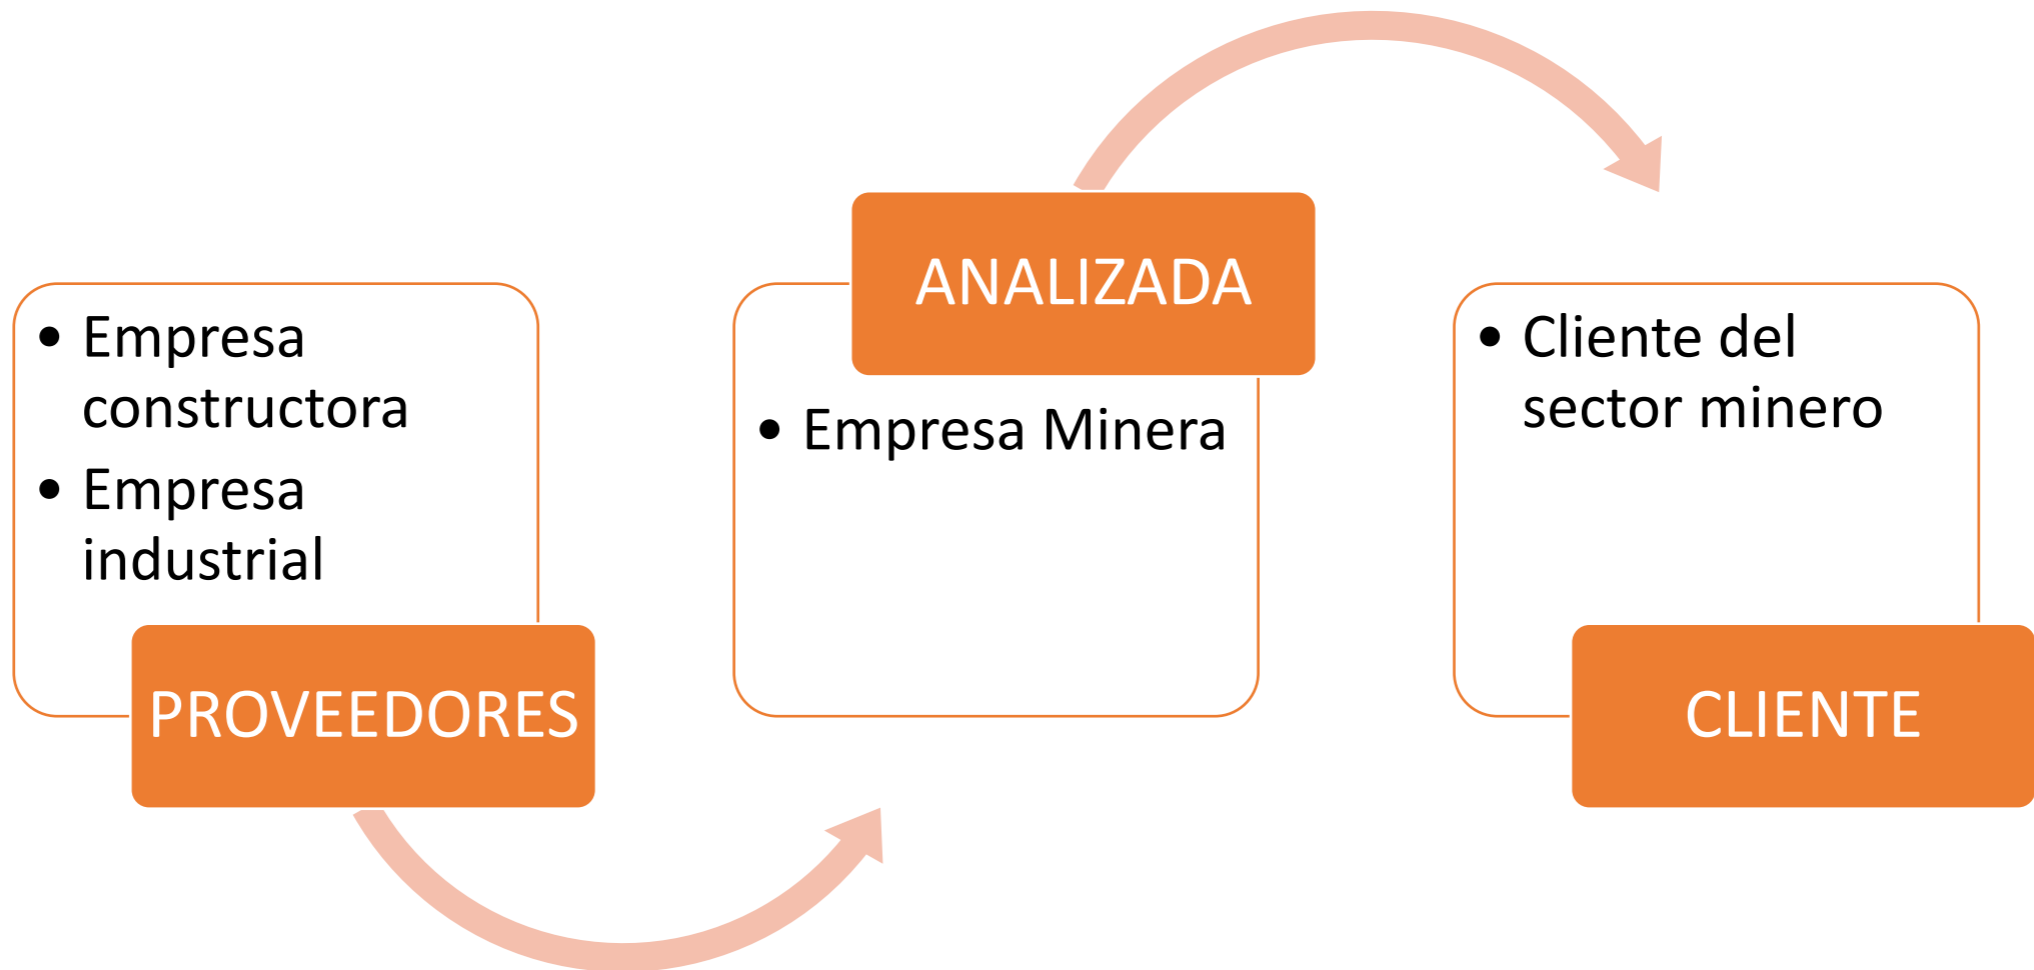 • Empresa
constructora
• Empresa
industrial
PROVEEDORES
ANALIZADA
• Empresa Minera
• Cliente del
sector minero
CLIENTE